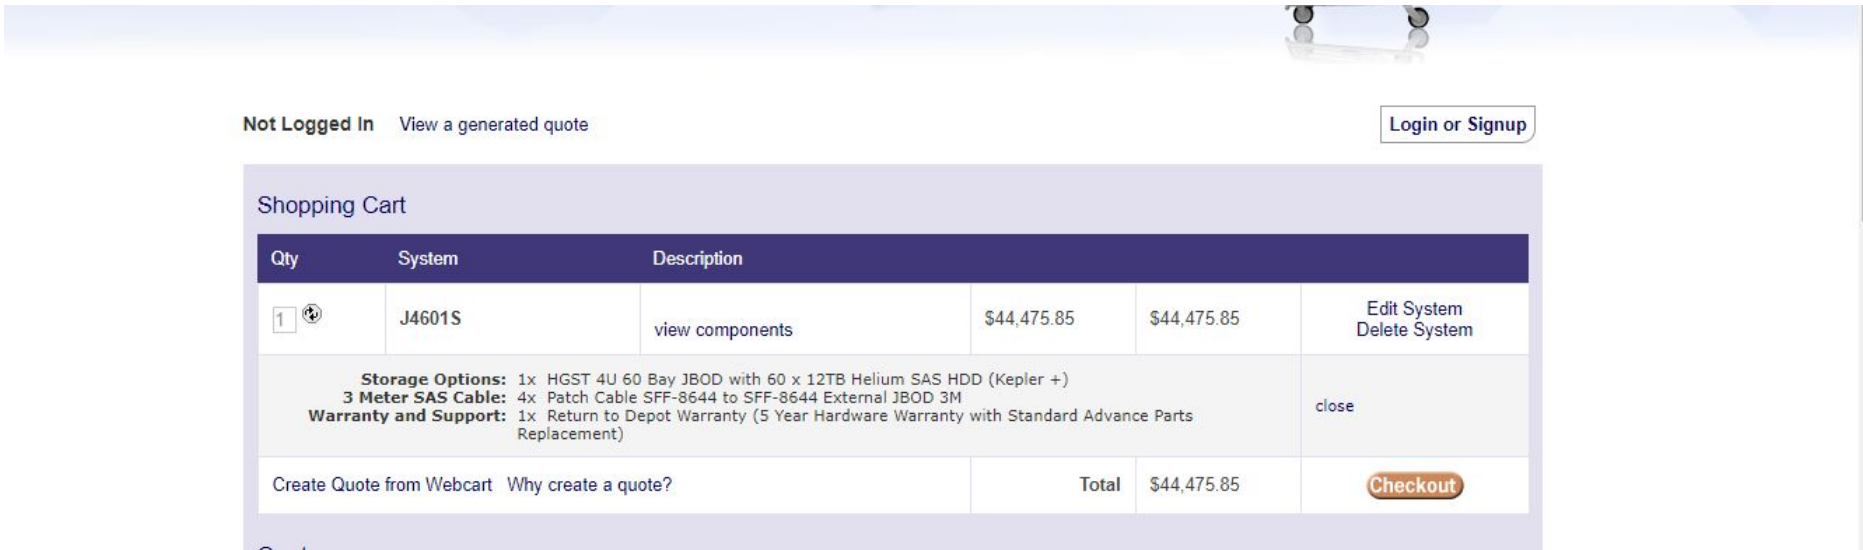 Not Logged In View a generated quote Login or Signup
Shopping Cart
Qty System Description
1 J4601S view components $44,475.85 $44,475.85 Edit System
Delete System
Storage Options: 1x HGST 4U 60 Bay JBOD with 60 x 12TB Helium SAS HDD (Kepler +)
3 Meter SAS Cable: 4x Patch Cable SFF-8644 to SFF-8644 External JBOD 3M
Warranty and Support: 1x Return to Depot Warranty (5 Year Hardware Warranty with Standard Advance Parts
Replacement)
close
Create Quote from Webcart Why create a quote? Total $44,475.85 Checkout